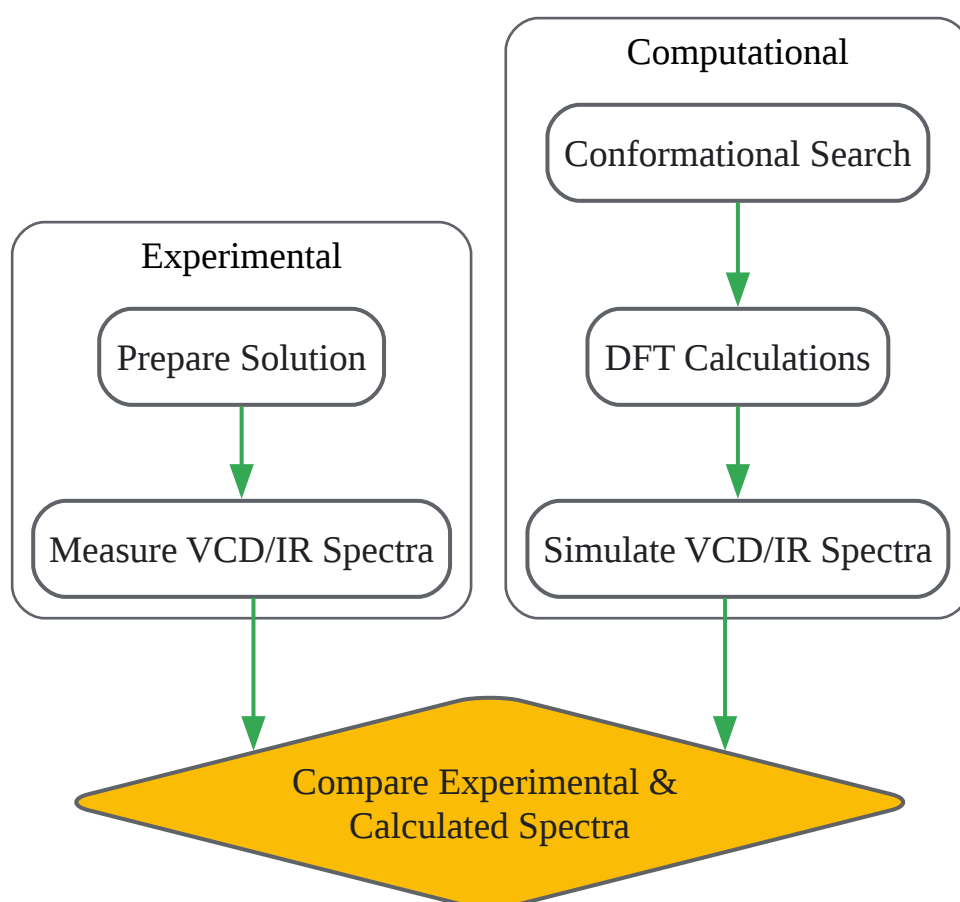 Computational
Conformational Search
Experimental
Prepare Solution
DFT Calculations
Measure VCD/IR Spectra
Simulate VCD/IR Spectra
Compare Experimental &
Calculated Spectra